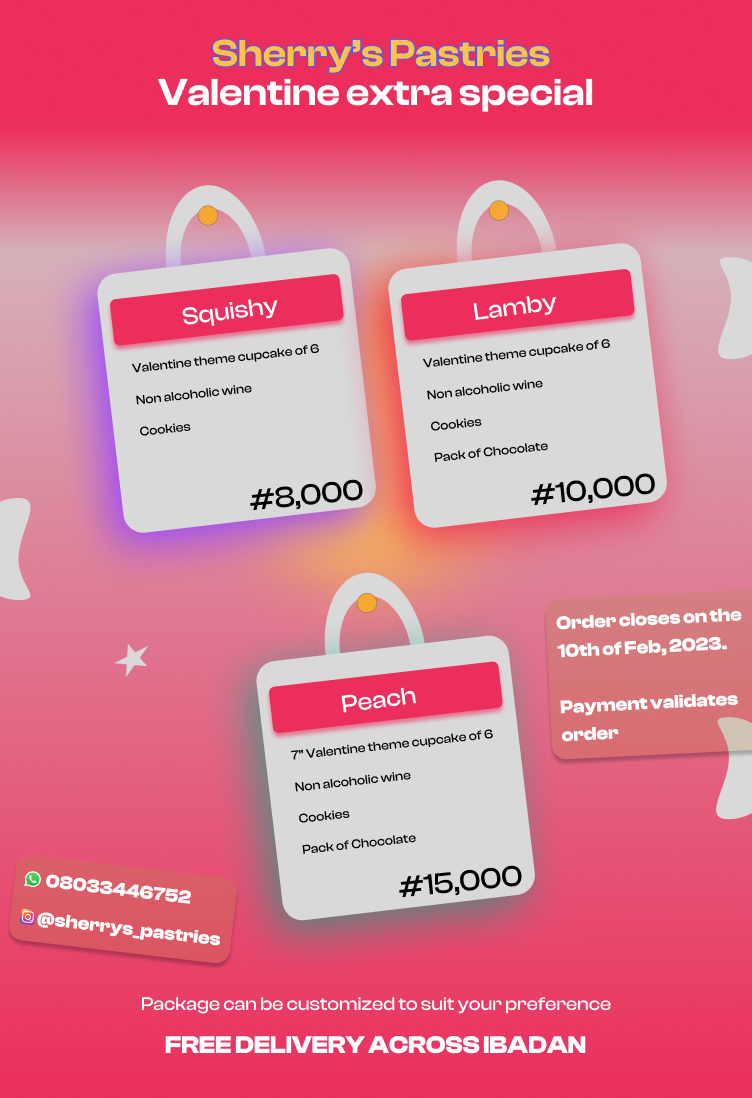 Sherry's Pastries
Valentine extra special
Squishy
Valentine theme cupcake of 6
Non alcoholic wine
Cookies
#8,000
Lamby
Valentine theme cupcake of 6
Non alcoholic wine
Cookies
Pack of Chocolate
#10,000
Peach
7" Valentine theme cupcake of 6
Non alcoholic wine
Cookies
Pack of Chocolate
#15,000
Order closes on the
10th of Feb, 2023.
Payment validates
order
08033446752
@sherrys_pastries
Package can be customized to suit your preference
FREE DELIVERY ACROSS IBADAN